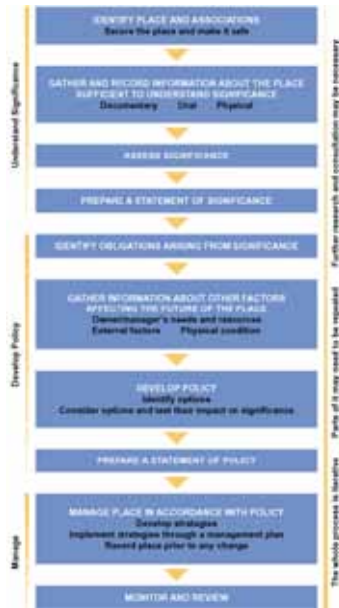 IDENTIFY PLACE AND ASSOCIATIONS
Secure the place and make it safe
GATHER AND RECORD INFORMATION ABOUT THE PLACE
SUFFICIENT TO UNDERSTAND SIGNIFICANCE
Documentary Oral Physical
ASSESS SIGNIFICANCE
PREPARE A STATEMENT OF SIGNIFICANCE
IDENTIFY OBLIGATIONS ARISING FROM SIGNIFICANCE
GATHER INFORMATION ABOUT OTHER FACTORS
AFFECTING THE FUTURE OF THE PLACE
Owner/manager's needs and resources
External factors Physical condition
DEVELOP POLICY
Identify options
Consider options and test their impact on significance
PREPARE A STATEMENT OF POLICY
MANAGE PLACE IN ACCORDANCE WITH POLICY
Develop strategies
Implement strategies through a management plan
Record place prior to any change
MONITOR AND REVIEW
Understand Significance
Develop Policy
Manage
Further research and consultation may be necessary
Parts of it may need to be repeated
The whole process is iterative